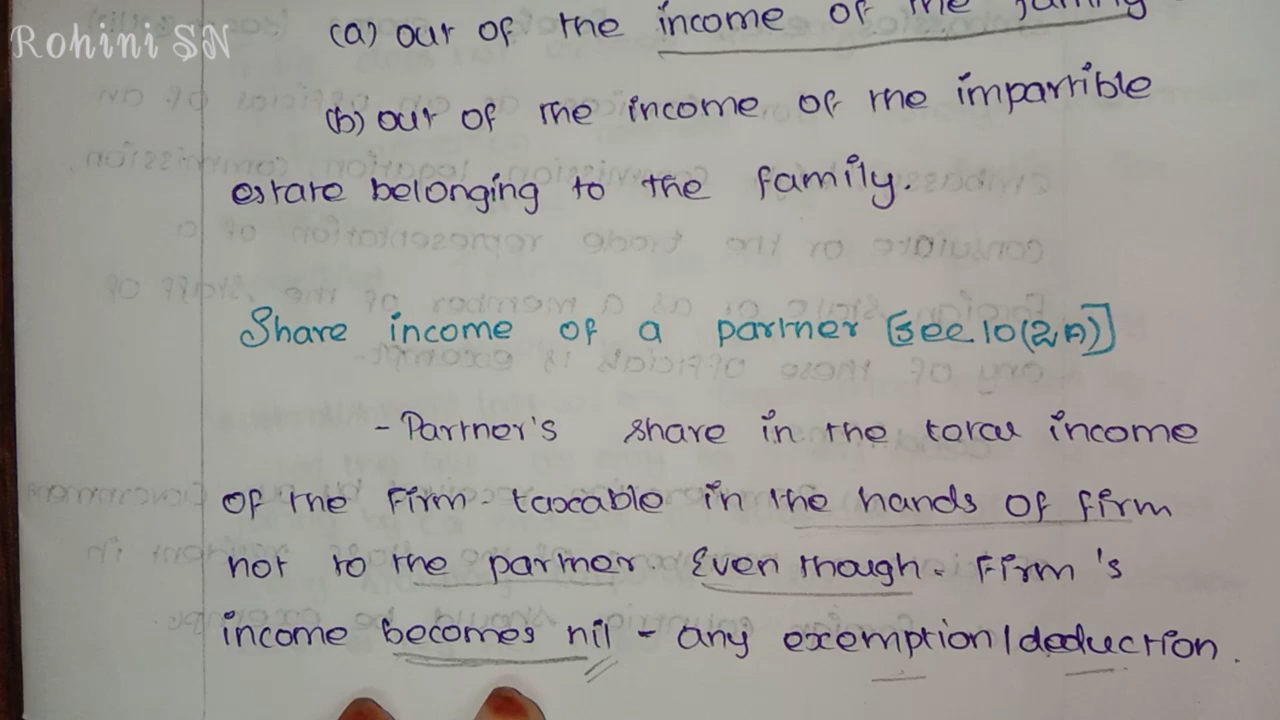 Rohini SN
(a) out of the income of the family
(b) out of the income of the impartible
estate belonging to the family.
Share income of a partner [Sec 10(2A)]
- Partner's share in the total income
of the firm - taxable in the hands of firm
not to the partner. Even though. Firm's
income becomes nil - any exemption/deduction.